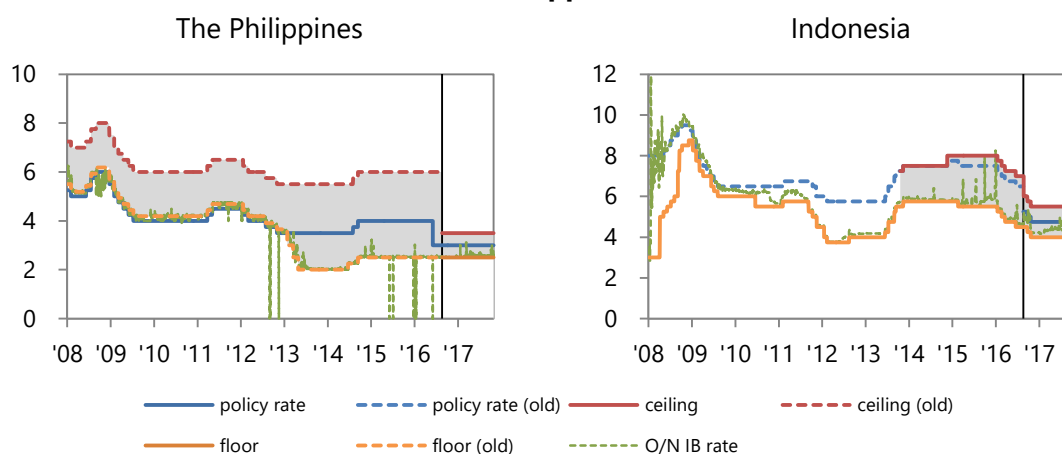 The Philippines
Indonesia
10
8
6
4
2
0
'08 '09 '10 '11 '12 '13 '14 '15 '16 '17
12
10
8
6
4
2
0
'08 '09 '10 '11 '12 '13 '14 '15 '16 '17
policy rate policy rate (old) ceiling ceiling (old)
floor floor (old) O/N IB rate